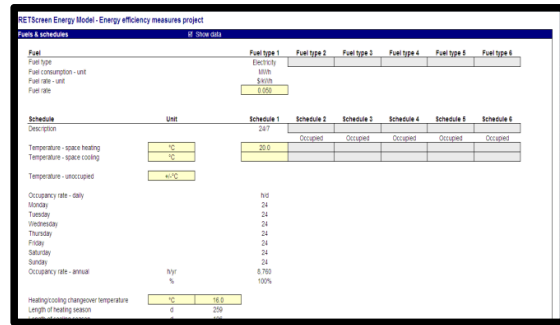 RETScreen Energy Model - Energy efficiency measures project
Fuels & schedules Show data
Fuel Fuel type 1 Fuel type 2 Fuel type 3 Fuel type 4 Fuel type 5 Fuel type 6
Fuel type Electricity
Fuel consumption - unit MWh
Fuel rate - unit $/kWh
Fuel rate 0.050
Schedule Unit Schedule 1 Schedule 2 Schedule 3 Schedule 4 Schedule 5 Schedule 6
Description 24/7
Occupied Occupied Occupied Occupied Occupied
Temperature - space heating °C 20.0
Temperature - space cooling °C
Temperature - unoccupied +/-°C
Occupancy rate - daily h/d
Monday 24
Tuesday 24
Wednesday 24
Thursday 24
Friday 24
Saturday 24
Sunday 24
Occupancy rate - annual h/yr 8,760
% 100%
Heating/cooling changeover temperature °C 16.0
Length of heating season d 259
Length of cooling season d 106